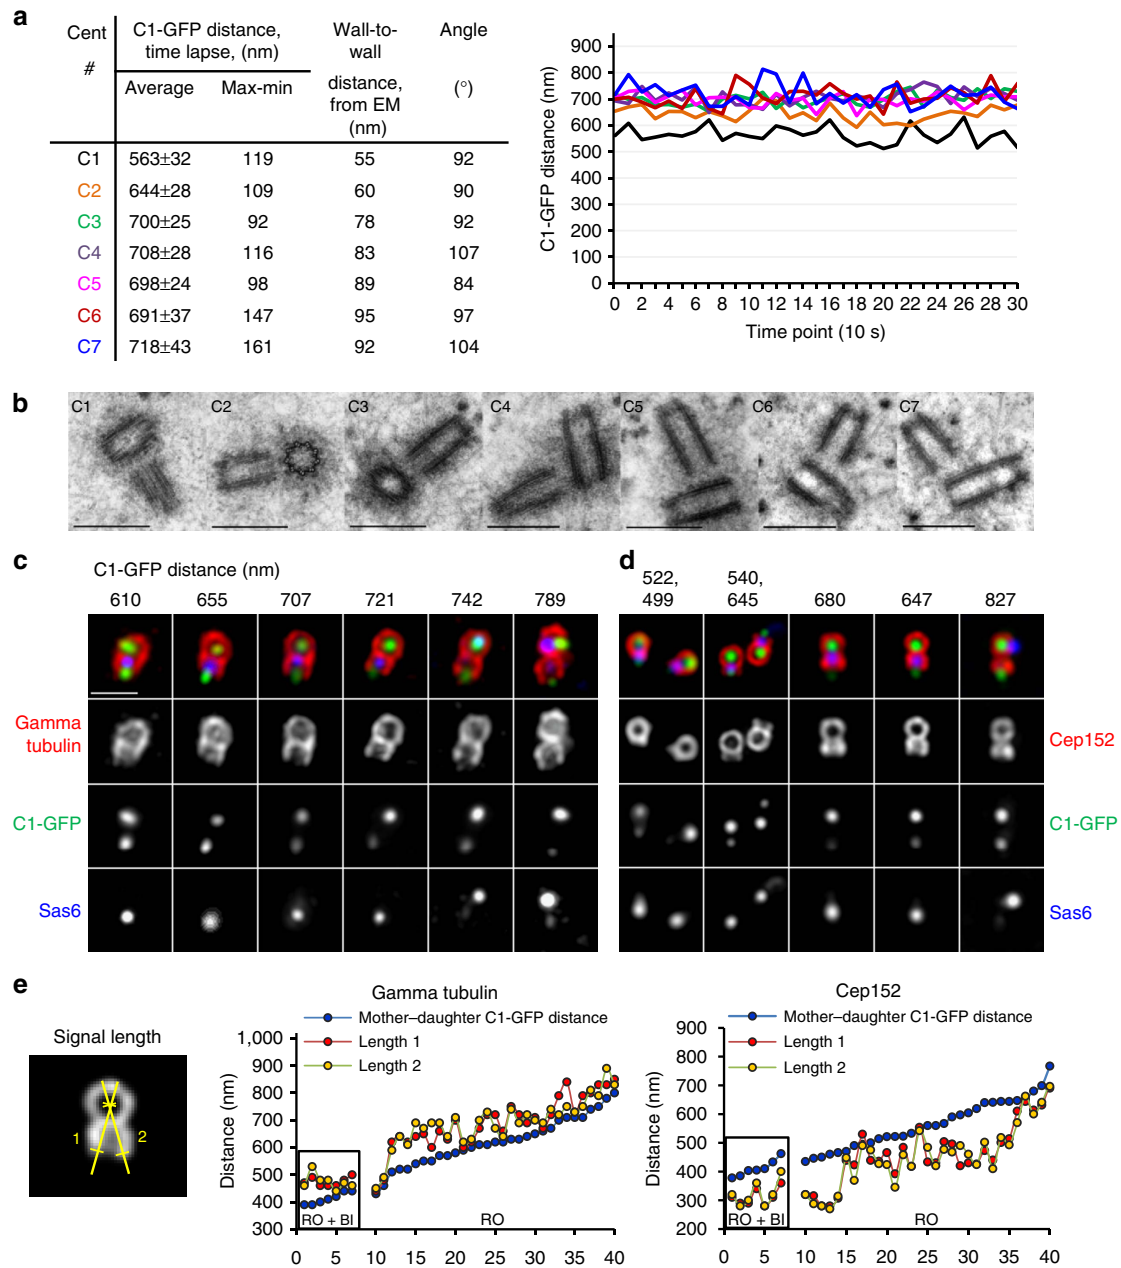 a
Cent
#
C1-GFP distance,
time lapse, (nm)
Average
Max-min
Wall-to-
wall
distance,
from EM
(nm)
Angle
(°)
C1 563±32 119 55 92
C2 644±28 109 60 90
C3 700±25 92 78 92
C4 708±28 116 83 107
C5 698±24 98 89 84
C6 691±37 147 95 97
C7 718±43 161 92 104
C1-GFP distance (nm)
900
800
700
600
500
400
300
200
100
0
0 2 4 6 8 10 12 14 16 18 20 22 24 26 28 30
Time point (10 s)
b
C1 C2 C3 C4 C5 C6 C7
c
C1-GFP distance (nm)
610 655 707 721 742 789
Gamma
tubulin
C1-GFP
Sas6
d
522,
499
540,
645
680 647 827
Cep152
C1-GFP
Sas6
e
Signal length
1 2
Gamma tubulin
Mother–daughter C1-GFP distance
Length 1
Length 2
Distance (nm)
1,000
900
800
700
600
500
400
300
RO + BI
RO
0 5 10 15 20 25 30 35 40
Cep152
Mother–daughter C1-GFP distance
Length 1
Length 2
Distance (nm)
900
800
700
600
500
400
300
200
RO + BI
RO
0 5 10 15 20 25 30 35 40